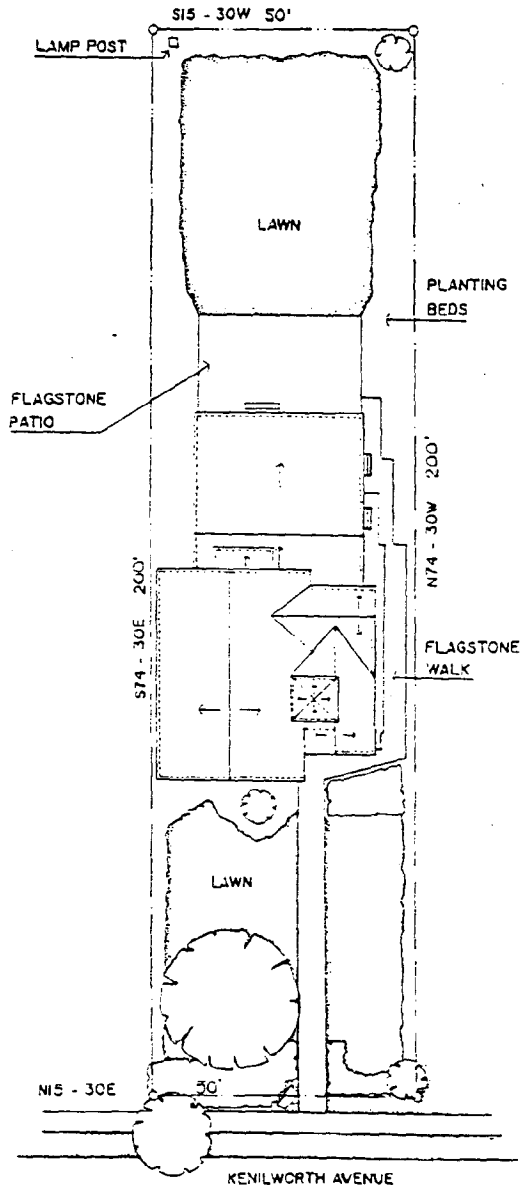 S15 - 30W 50'
LAMP POST
LAWN
PLANTING
BEDS
FLAGSTONE
PATIO
N74 - 30W 200'
S74 - 30E 200'
FLAGSTONE
WALK
LAWN
N15 - 30E 50'
KENILWORTH AVENUE